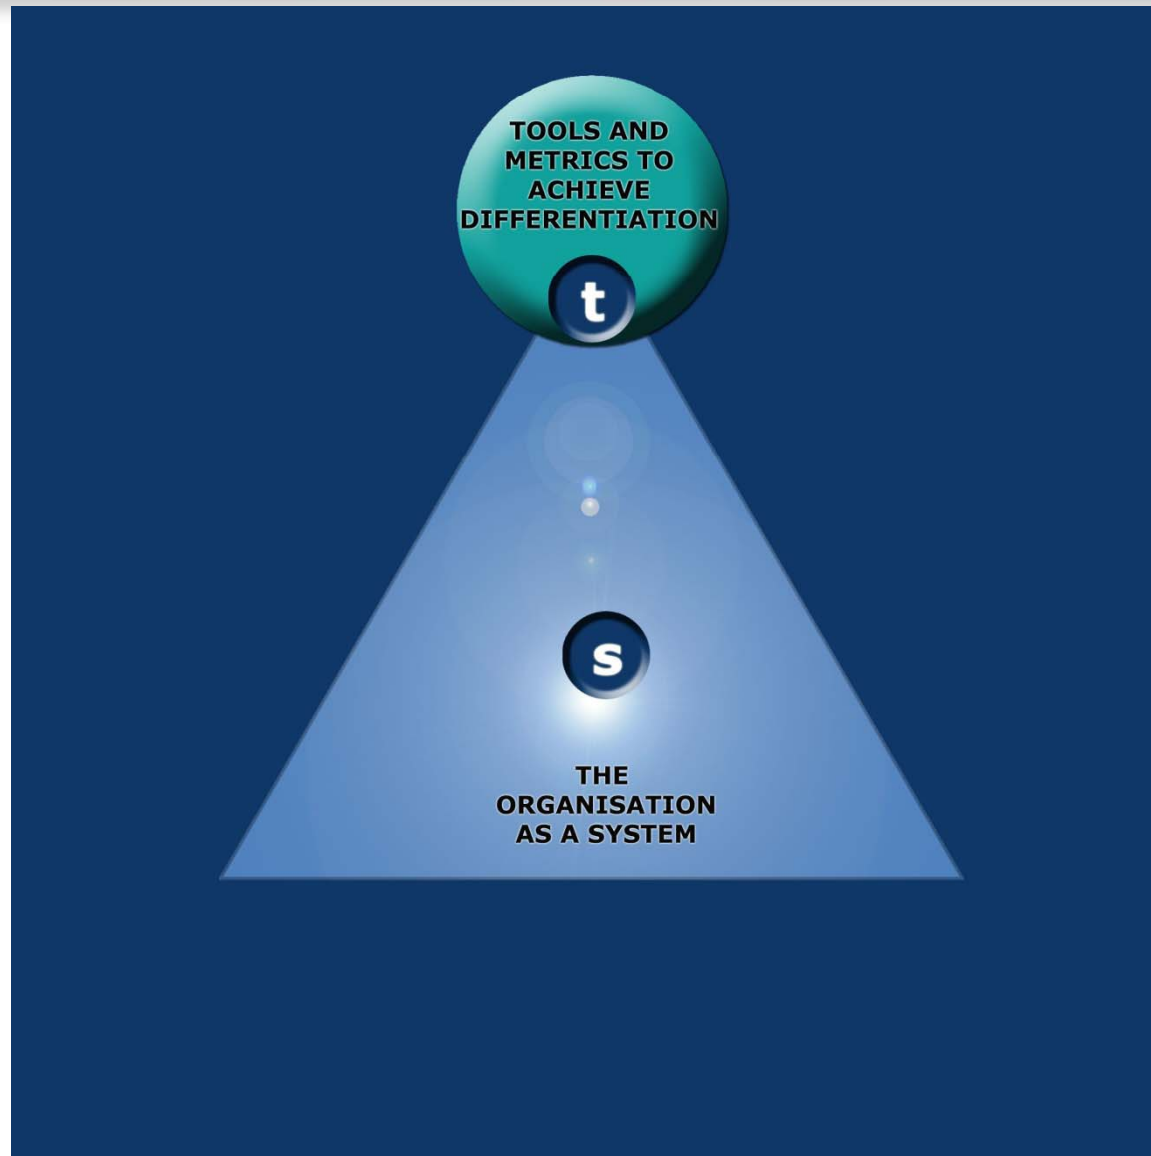 TOOLS AND
METRICS TO
ACHIEVE
DIFFERENTIATION
t
s
THE
ORGANISATION
AS A SYSTEM